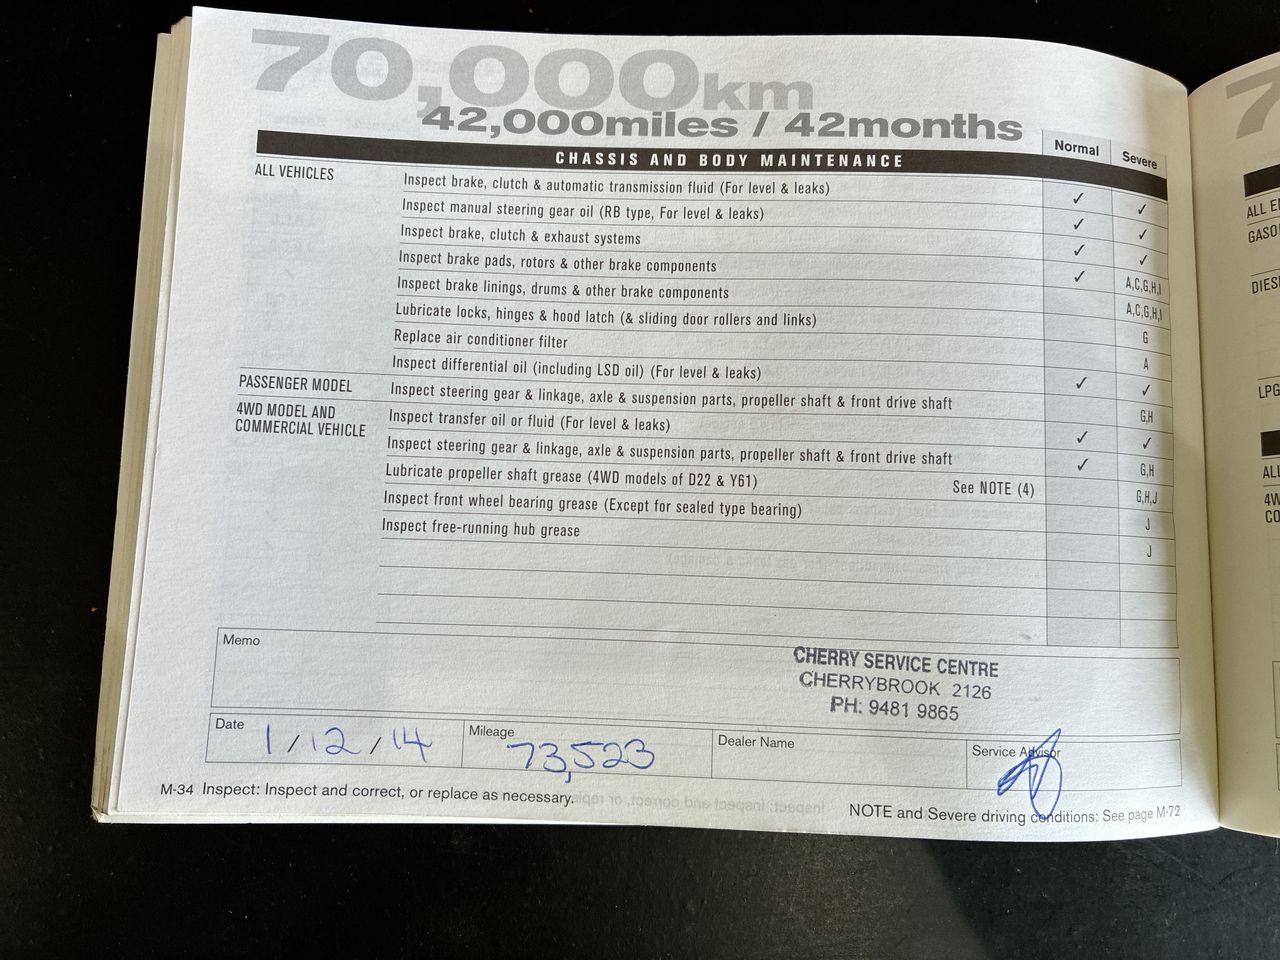 70,000km
42,000miles / 42months
Normal Severe
CHASSIS AND BODY MAINTENANCE
ALL VEHICLES Inspect brake, clutch & automatic transmission fluid (For level & leaks) ✓ ✓
Inspect manual steering gear oil (RB type, For level & leaks) ✓ ✓
Inspect brake, clutch & exhaust systems ✓ ✓
Inspect brake pads, rotors & other brake components ✓ A,C,G,H,I
Inspect brake linings, drums & other brake components A,C,G,H,I
Lubricate locks, hinges & hood latch (& sliding door rollers and links) G
Replace air conditioner filter A
Inspect differential oil (including LSD oil) (For level & leaks) ✓ ✓
PASSENGER MODEL Inspect steering gear & linkage, axle & suspension parts, propeller shaft & front drive shaft G,H
4WD MODEL AND Inspect transfer oil or fluid (For level & leaks) ✓ ✓
COMMERCIAL VEHICLE Inspect steering gear & linkage, axle & suspension parts, propeller shaft & front drive shaft ✓ G,H
Lubricate propeller shaft grease (4WD models of D22 & Y61) See NOTE (4) G,H,J
Inspect front wheel bearing grease (Except for sealed type bearing) J
Inspect free-running hub grease J
Memo
CHERRY SERVICE CENTRE
CHERRYBROOK 2126
PH: 9481 9865
Date 1/12/14 Mileage 73,523 Dealer Name Service Advisor
M-34 Inspect: Inspect and correct, or replace as necessary.
NOTE and Severe driving conditions: See page M-72
7
ALL E
GASO
DIES
LPG
ALL
4W
CO